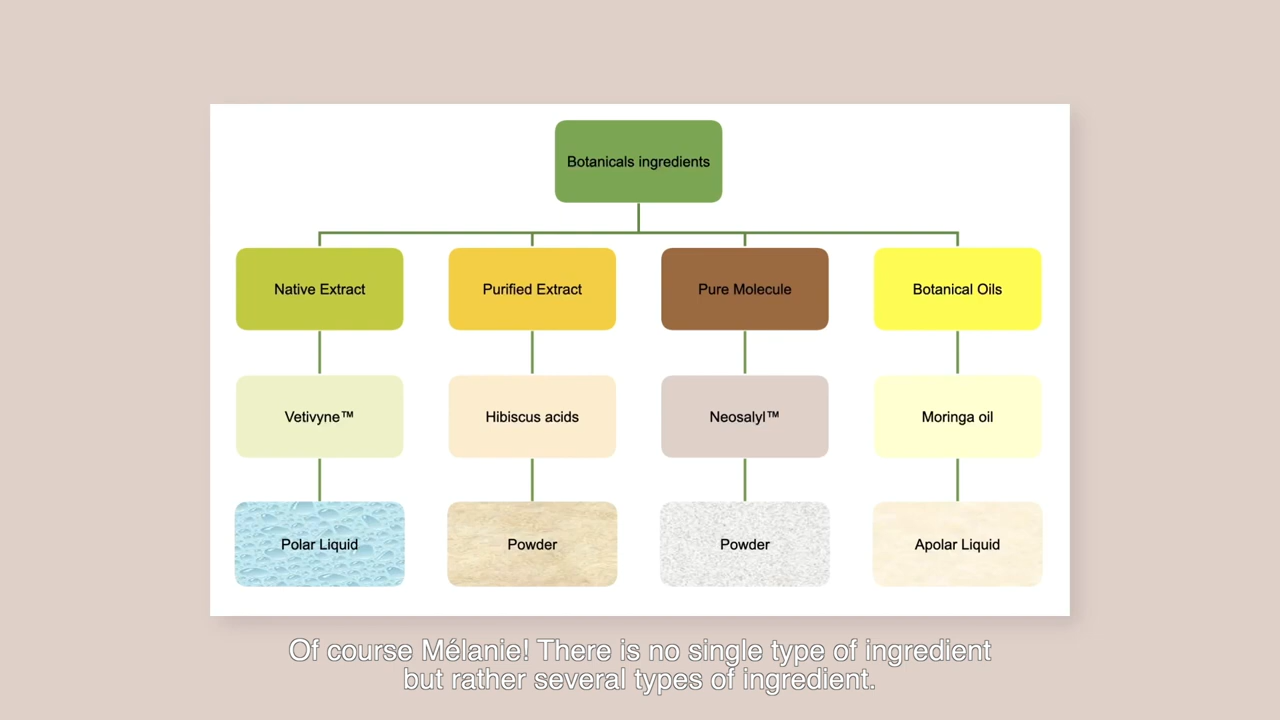 Botanicals ingredients
Native Extract
Purified Extract
Pure Molecule
Botanical Oils
Vetivyne™
Hibiscus acids
Neosalyl™
Moringa oil
Polar Liquid
Powder
Powder
Apolar Liquid
Of course Mélanie! There is no single type of ingredient
but rather several types of ingredient.